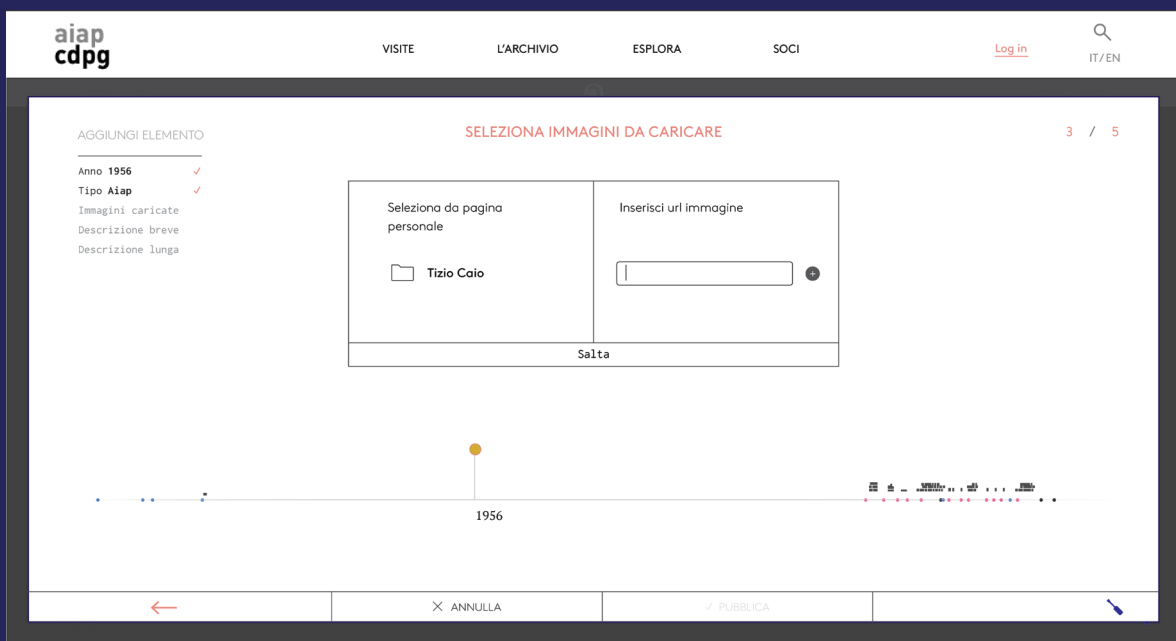 aiap
cdpg
VISITE
L'ARCHIVIO
ESPLORA
SOCI
Log in
IT/EN
AGGIUNGI ELEMENTO
SELEZIONA IMMAGINI DA CARICARE
3 / 5
Anno 1956
Tipo Aiap
Immagini caricate
Descrizione breve
Descrizione lunga
Seleziona da pagina
personale
Tizio Caio
Inserisci url immagine
Salta
1956
ANNULLA
PUBBLICA